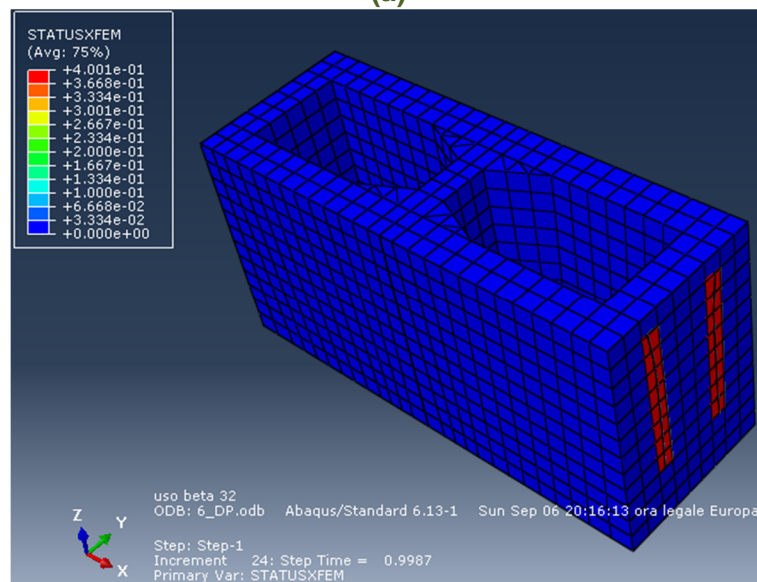 (a)
STATUSXFEM
(Avg: 75%)
+4.001e-01
+3.668e-01
+3.334e-01
+3.001e-01
+2.667e-01
+2.334e-01
+2.000e-01
+1.667e-01
+1.334e-01
+1.000e-01
+6.668e-02
+3.334e-02
+0.000e+00
uso beta 32
ODB: 6_DP.odb Abaqus/Standard 6.13-1 Sun Sep 06 20:16:13 ora legale Europa
Z
Y
X
Step: Step-1
Increment 24: Step Time = 0.9987
Primary Var: STATUSXFEM